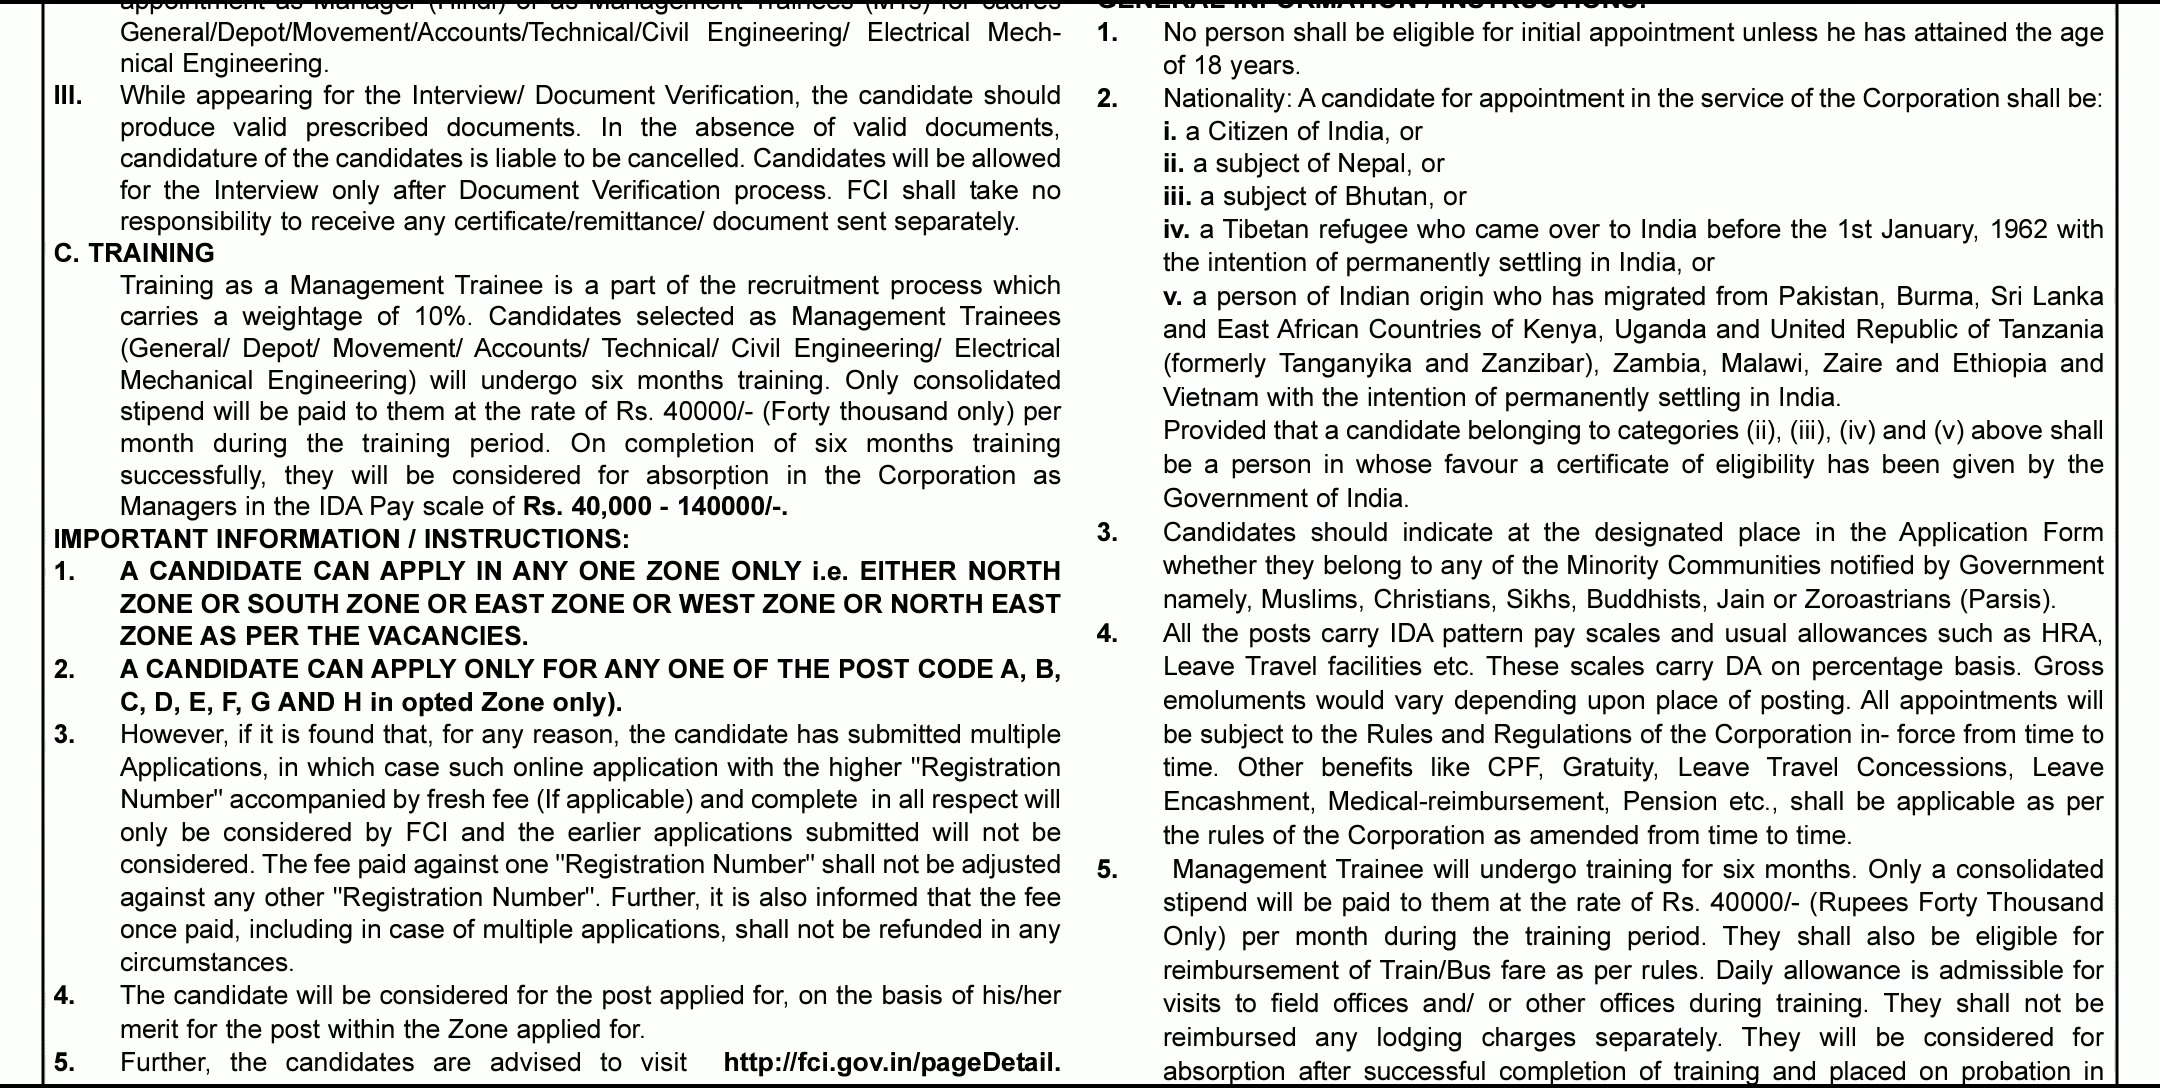 appointment as Manager (Hindi) or as Management Trainees (MTs) for cadres
General/Depot/Movement/Accounts/Technical/Civil Engineering/ Electrical Mech-
nical Engineering.
III. While appearing for the Interview/ Document Verification, the candidate should
produce valid prescribed documents. In the absence of valid documents,
candidature of the candidates is liable to be cancelled. Candidates will be allowed
for the Interview only after Document Verification process. FCI shall take no
responsibility to receive any certificate/remittance/ document sent separately.
C. TRAINING
Training as a Management Trainee is a part of the recruitment process which
carries a weightage of 10%. Candidates selected as Management Trainees
(General/ Depot/ Movement/ Accounts/ Technical/ Civil Engineering/ Electrical
Mechanical Engineering) will undergo six months training. Only consolidated
stipend will be paid to them at the rate of Rs. 40000/- (Forty thousand only) per
month during the training period. On completion of six months training
successfully, they will be considered for absorption in the Corporation as
Managers in the IDA Pay scale of Rs. 40,000 - 140000/-.
IMPORTANT INFORMATION / INSTRUCTIONS:
1. A CANDIDATE CAN APPLY IN ANY ONE ZONE ONLY i.e. EITHER NORTH
ZONE OR SOUTH ZONE OR EAST ZONE OR WEST ZONE OR NORTH EAST
ZONE AS PER THE VACANCIES.
2. A CANDIDATE CAN APPLY ONLY FOR ANY ONE OF THE POST CODE A, B,
C, D, E, F, G AND H in opted Zone only).
3. However, if it is found that, for any reason, the candidate has submitted multiple
Applications, in which case such online application with the higher "Registration
Number" accompanied by fresh fee (If applicable) and complete in all respect will
only be considered by FCI and the earlier applications submitted will not be
considered. The fee paid against one "Registration Number" shall not be adjusted
against any other "Registration Number". Further, it is also informed that the fee
once paid, including in case of multiple applications, shall not be refunded in any
circumstances.
4. The candidate will be considered for the post applied for, on the basis of his/her
merit for the post within the Zone applied for.
5. Further, the candidates are advised to visit http://fci.gov.in/pageDetail.
GENERAL INFORMATION / INSTRUCTIONS:
1. No person shall be eligible for initial appointment unless he has attained the age
of 18 years.
2. Nationality: A candidate for appointment in the service of the Corporation shall be:
i. a Citizen of India, or
ii. a subject of Nepal, or
iii. a subject of Bhutan, or
iv. a Tibetan refugee who came over to India before the 1st January, 1962 with
the intention of permanently settling in India, or
v. a person of Indian origin who has migrated from Pakistan, Burma, Sri Lanka
and East African Countries of Kenya, Uganda and United Republic of Tanzania
(formerly Tanganyika and Zanzibar), Zambia, Malawi, Zaire and Ethiopia and
Vietnam with the intention of permanently settling in India.
Provided that a candidate belonging to categories (ii), (iii), (iv) and (v) above shall
be a person in whose favour a certificate of eligibility has been given by the
Government of India.
3. Candidates should indicate at the designated place in the Application Form
whether they belong to any of the Minority Communities notified by Government
namely, Muslims, Christians, Sikhs, Buddhists, Jain or Zoroastrians (Parsis).
4. All the posts carry IDA pattern pay scales and usual allowances such as HRA,
Leave Travel facilities etc. These scales carry DA on percentage basis. Gross
emoluments would vary depending upon place of posting. All appointments will
be subject to the Rules and Regulations of the Corporation in- force from time to
time. Other benefits like CPF, Gratuity, Leave Travel Concessions, Leave
Encashment, Medical-reimbursement, Pension etc., shall be applicable as per
the rules of the Corporation as amended from time to time.
5. Management Trainee will undergo training for six months. Only a consolidated
stipend will be paid to them at the rate of Rs. 40000/- (Rupees Forty Thousand
Only) per month during the training period. They shall also be eligible for
reimbursement of Train/Bus fare as per rules. Daily allowance is admissible for
visits to field offices and/ or other offices during training. They shall not be
reimbursed any lodging charges separately. They will be considered for
absorption after successful completion of training and placed on probation in